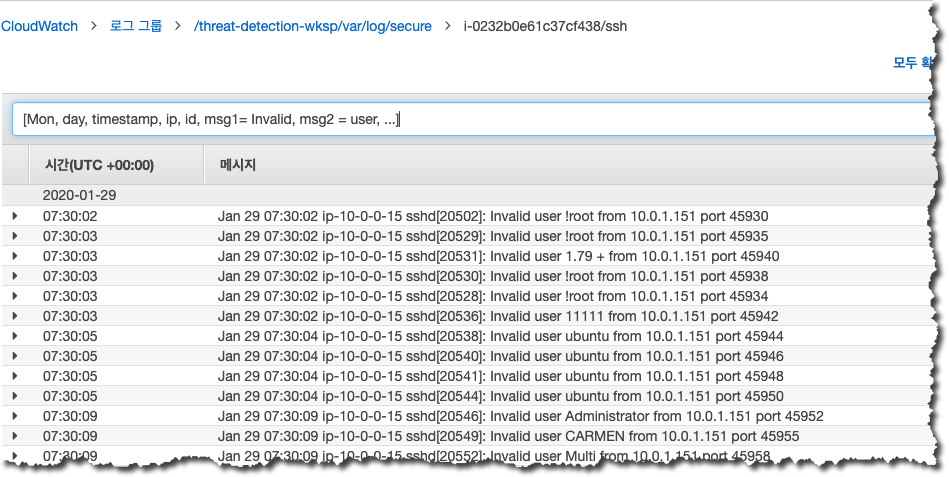 CloudWatch > 로그 그룹 > /threat-detection-wksp/var/log/secure > i-0232b0e61c37cf438/ssh
모두
[Mon, day, timestamp, ip, id, msg1= Invalid, msg2 = user, ...]
시간(UTC +00:00) 메시지
2020-01-29
07:30:02 Jan 29 07:30:02 ip-10-0-0-15 sshd[20502]: Invalid user !root from 10.0.1.151 port 45930
07:30:03 Jan 29 07:30:02 ip-10-0-0-15 sshd[20529]: Invalid user !root from 10.0.1.151 port 45935
07:30:03 Jan 29 07:30:02 ip-10-0-0-15 sshd[20531]: Invalid user 1.79 + from 10.0.1.151 port 45940
07:30:03 Jan 29 07:30:02 ip-10-0-0-15 sshd[20530]: Invalid user !root from 10.0.1.151 port 45938
07:30:03 Jan 29 07:30:02 ip-10-0-0-15 sshd[20528]: Invalid user !root from 10.0.1.151 port 45934
07:30:03 Jan 29 07:30:02 ip-10-0-0-15 sshd[20536]: Invalid user 11111 from 10.0.1.151 port 45942
07:30:05 Jan 29 07:30:04 ip-10-0-0-15 sshd[20538]: Invalid user ubuntu from 10.0.1.151 port 45944
07:30:05 Jan 29 07:30:04 ip-10-0-0-15 sshd[20540]: Invalid user ubuntu from 10.0.1.151 port 45946
07:30:05 Jan 29 07:30:04 ip-10-0-0-15 sshd[20541]: Invalid user ubuntu from 10.0.1.151 port 45948
07:30:05 Jan 29 07:30:04 ip-10-0-0-15 sshd[20544]: Invalid user ubuntu from 10.0.1.151 port 45950
07:30:09 Jan 29 07:30:09 ip-10-0-0-15 sshd[20546]: Invalid user Administrator from 10.0.1.151 port 45952
07:30:09 Jan 29 07:30:09 ip-10-0-0-15 sshd[20549]: Invalid user CARMEN from 10.0.1.151 port 45955
07:30:09 Jan 29 07:30:09 ip-10-0-0-15 sshd[20552]: Invalid user Multi from 10.0.1.151 port 45958